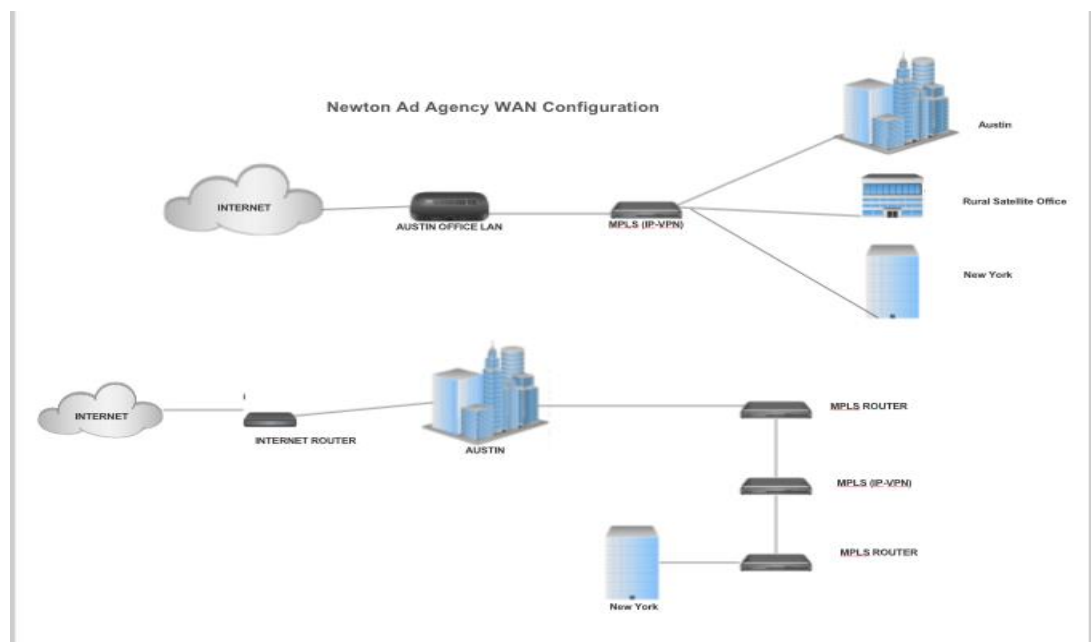 Newton Ad Agency WAN Configuration
Austin
INTERNET
Rural Satellite Office
AUSTIN OFFICE LAN
MPLS (IP-VPN)
New York
INTERNET
INTERNET ROUTER
AUSTIN
MPLS ROUTER
MPLS (IP-VPN)
MPLS ROUTER
New York